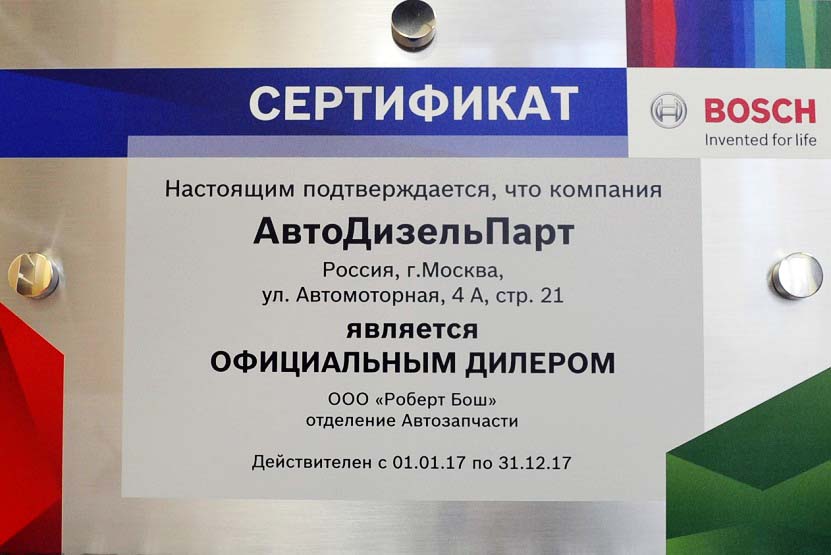 СЕРТИФИКАТ
BOSCH
Invented for life
Настоящим подтверждается, что компания
АвтоДизельПарт
Россия, г.Москва,
ул. Автомоторная, 4 А, стр. 21
является
ОФИЦИАЛЬНЫМ ДИЛЕРОМ
ООО «Роберт Бош»
отделение Автозапчасти
Действителен с 01.01.17 по 31.12.17